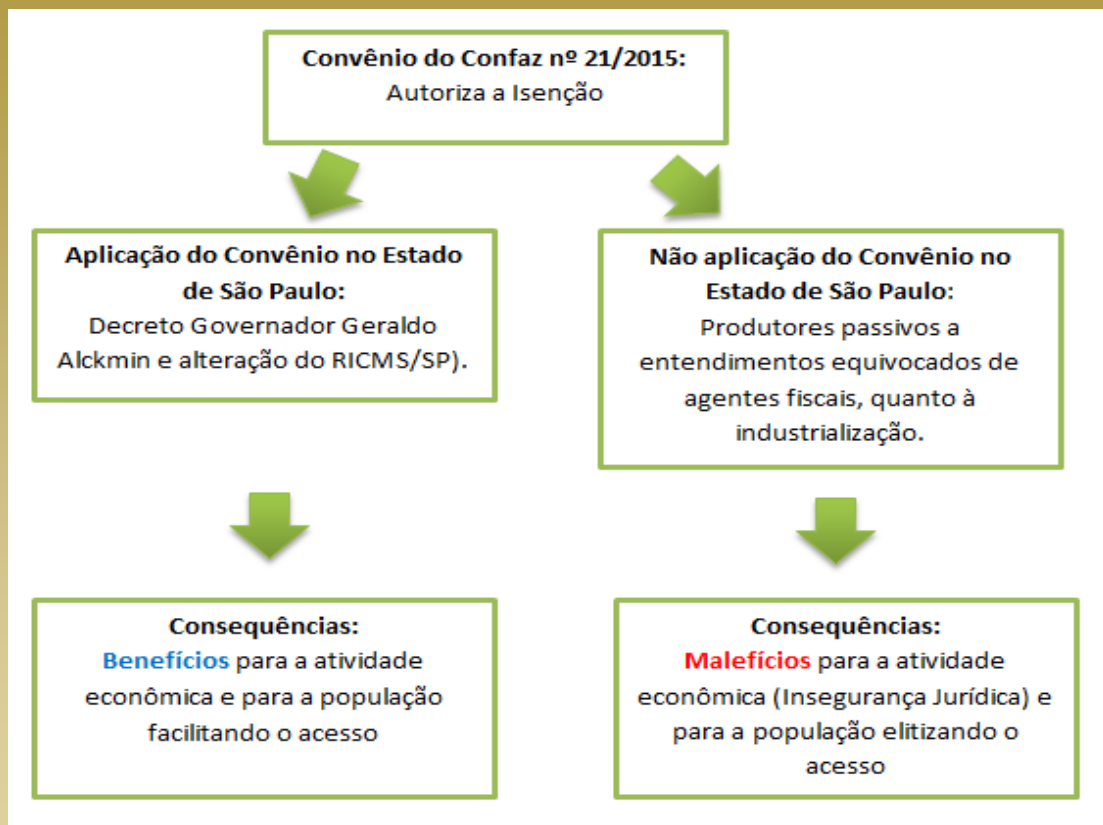 Convênio do Confaz nº 21/2015:
Autoriza a Isenção
Aplicação do Convênio no Estado
de São Paulo:
Decreto Governador Geraldo
Alckmin e alteração do RICMS/SP).
Não aplicação do Convênio no
Estado de São Paulo:
Produtores passivos a
entendimentos equivocados de
agentes fiscais, quanto à
industrialização.
Consequências:
Benefícios para a atividade
econômica e para a população
facilitando o acesso
Consequências:
Malefícios para a atividade
econômica (Insegurança Jurídica) e
para a população elitizando o
acesso